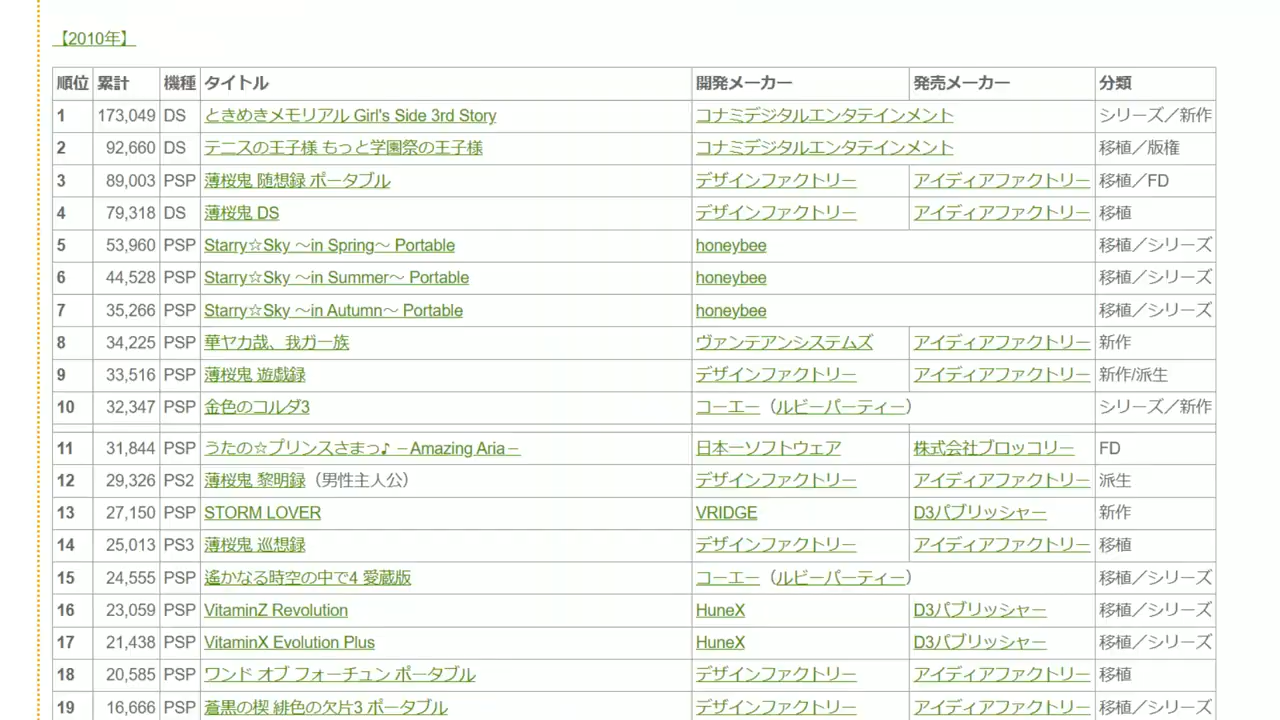 【2010年】
順位 累計 機種 タイトル 開発メーカー 発売メーカー 分類
1 173,049 DS ときめきメモリアル Girl's Side 3rd Story コナミデジタルエンタテインメント シリーズ／新作
2 92,660 DS テニスの王子様 もっと学園祭の王子様 コナミデジタルエンタテインメント 移植／版権
3 89,003 PSP 薄桜鬼 随想録 ポータブル デザインファクトリー アイディアファクトリー 移植／FD
4 79,318 DS 薄桜鬼 DS デザインファクトリー アイディアファクトリー 移植
5 53,960 PSP Starry☆Sky ～in Spring～ Portable honeybee 移植／シリーズ
6 44,528 PSP Starry☆Sky ～in Summer～ Portable honeybee 移植／シリーズ
7 35,266 PSP Starry☆Sky ～in Autumn～ Portable honeybee 移植／シリーズ
8 34,225 PSP 華ヤカ哉、我ガ一族 ヴァンテアンシステムズ アイディアファクトリー 新作
9 33,516 PSP 薄桜鬼 遊戯録 デザインファクトリー アイディアファクトリー 新作/派生
10 32,347 PSP 金色のコルダ3 コーエー（ルビーパーティー） シリーズ／新作
11 31,844 PSP うたの☆プリンスさまっ♪ －Amazing Aria－ 日本一ソフトウェア 株式会社ブロッコリー FD
12 29,326 PS2 薄桜鬼 黎明録（男性主人公） デザインファクトリー アイディアファクトリー 派生
13 27,150 PSP STORM LOVER VRIDGE D3パブリッシャー 新作
14 25,013 PS3 薄桜鬼 巡想録 デザインファクトリー アイディアファクトリー 移植
15 24,555 PSP 遙かなる時空の中で4 愛蔵版 コーエー（ルビーパーティー） 移植／シリーズ
16 23,059 PSP VitaminZ Revolution HuneX D3パブリッシャー 移植／シリーズ
17 21,438 PSP VitaminX Evolution Plus HuneX D3パブリッシャー 移植／シリーズ
18 20,585 PSP ワンド オブ フォーチュン ポータブル デザインファクトリー アイディアファクトリー 移植
19 16,666 PSP 蒼黒の楔 緋色の欠片3 ポータブル デザインファクトリー アイディアファクトリー 移植／シリーズ